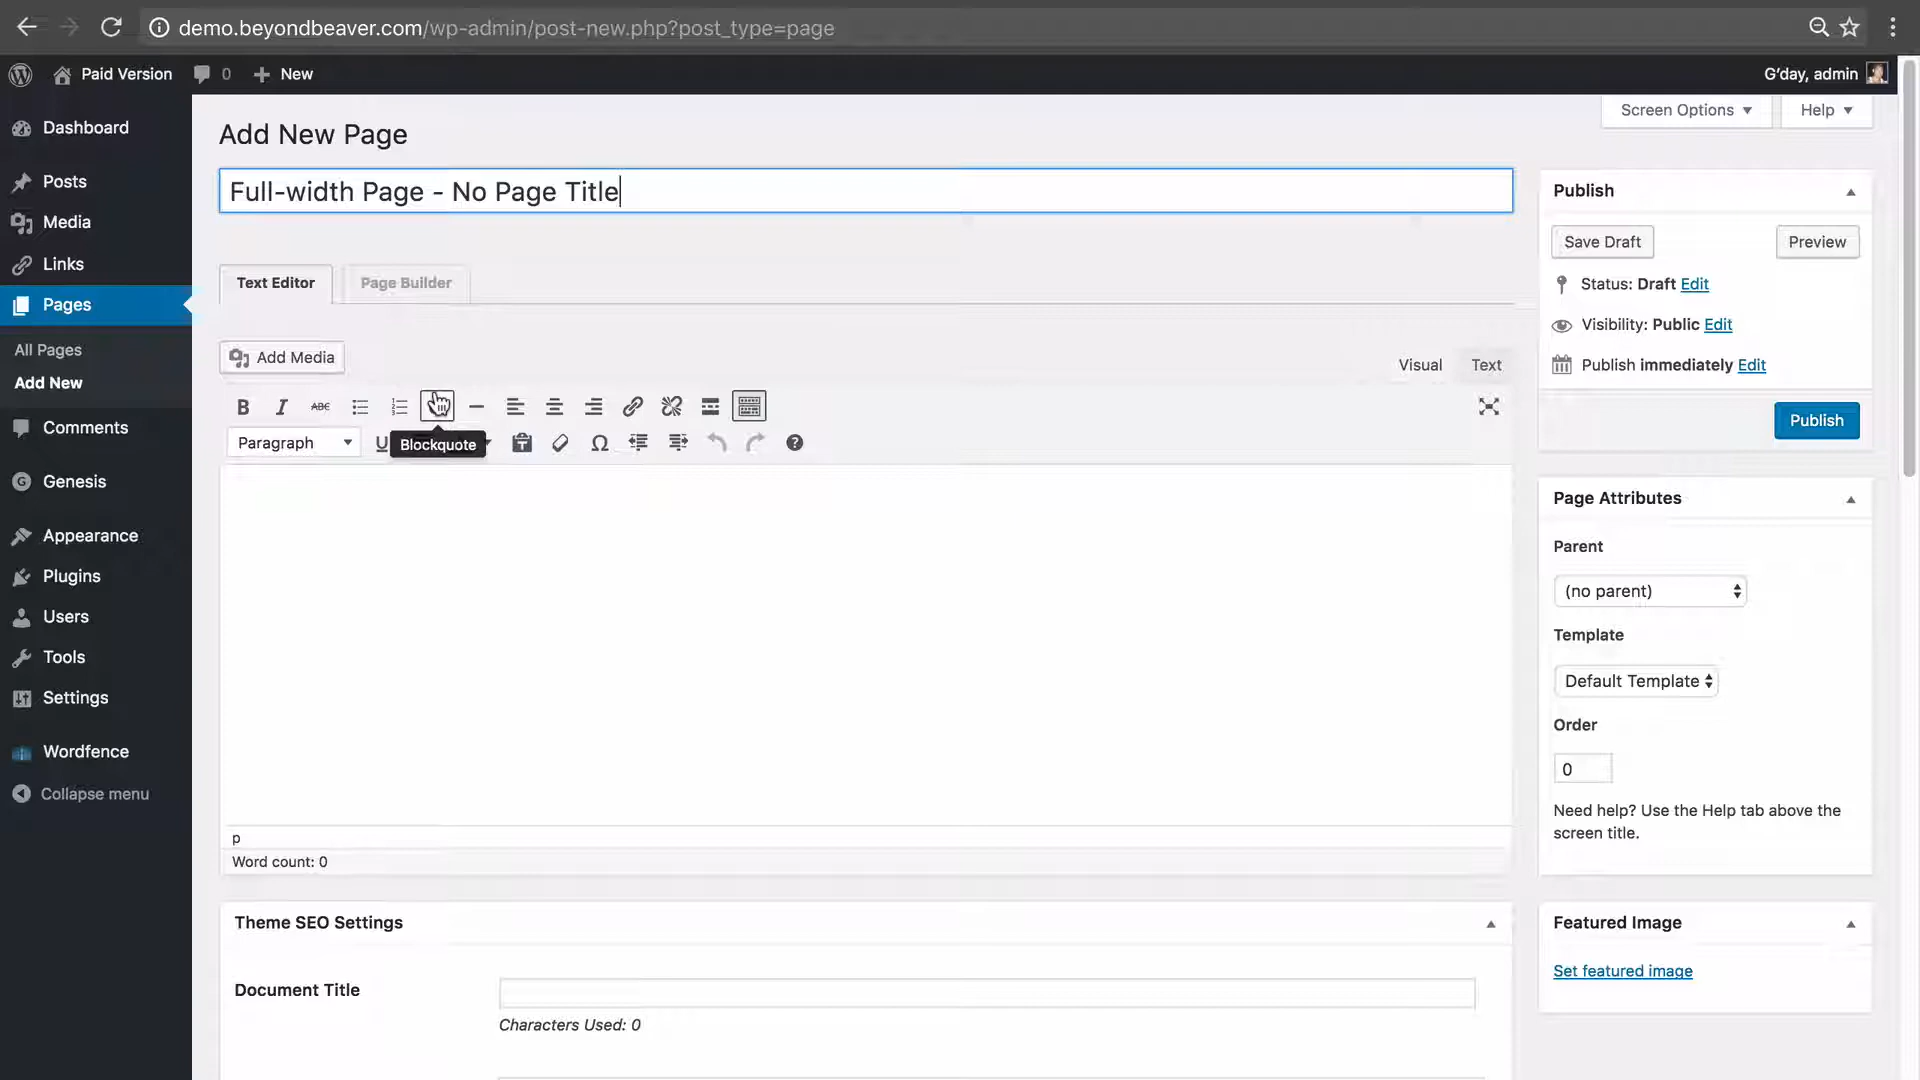 demo.beyondbeaver.com/wp-admin/post-new.php?post_type=page
Paid Version 0 New G'day, admin
Screen Options Help
Dashboard
Posts
Media
Links
Pages
All Pages
Add New
Comments
Genesis
Appearance
Plugins
Users
Tools
Settings
Wordfence
Collapse menu
Add New Page
Full-width Page - No Page Title
Text Editor Page Builder
Add Media Visual Text
B I ABC
Paragraph U Blockquote
p
Word count: 0
Theme SEO Settings
Document Title
Characters Used: 0
Publish
Save Draft Preview
Status: Draft Edit
Visibility: Public Edit
Publish immediately Edit
Publish
Page Attributes
Parent
(no parent)
Template
Default Template
Order
0
Need help? Use the Help tab above the
screen title.
Featured Image
Set featured image